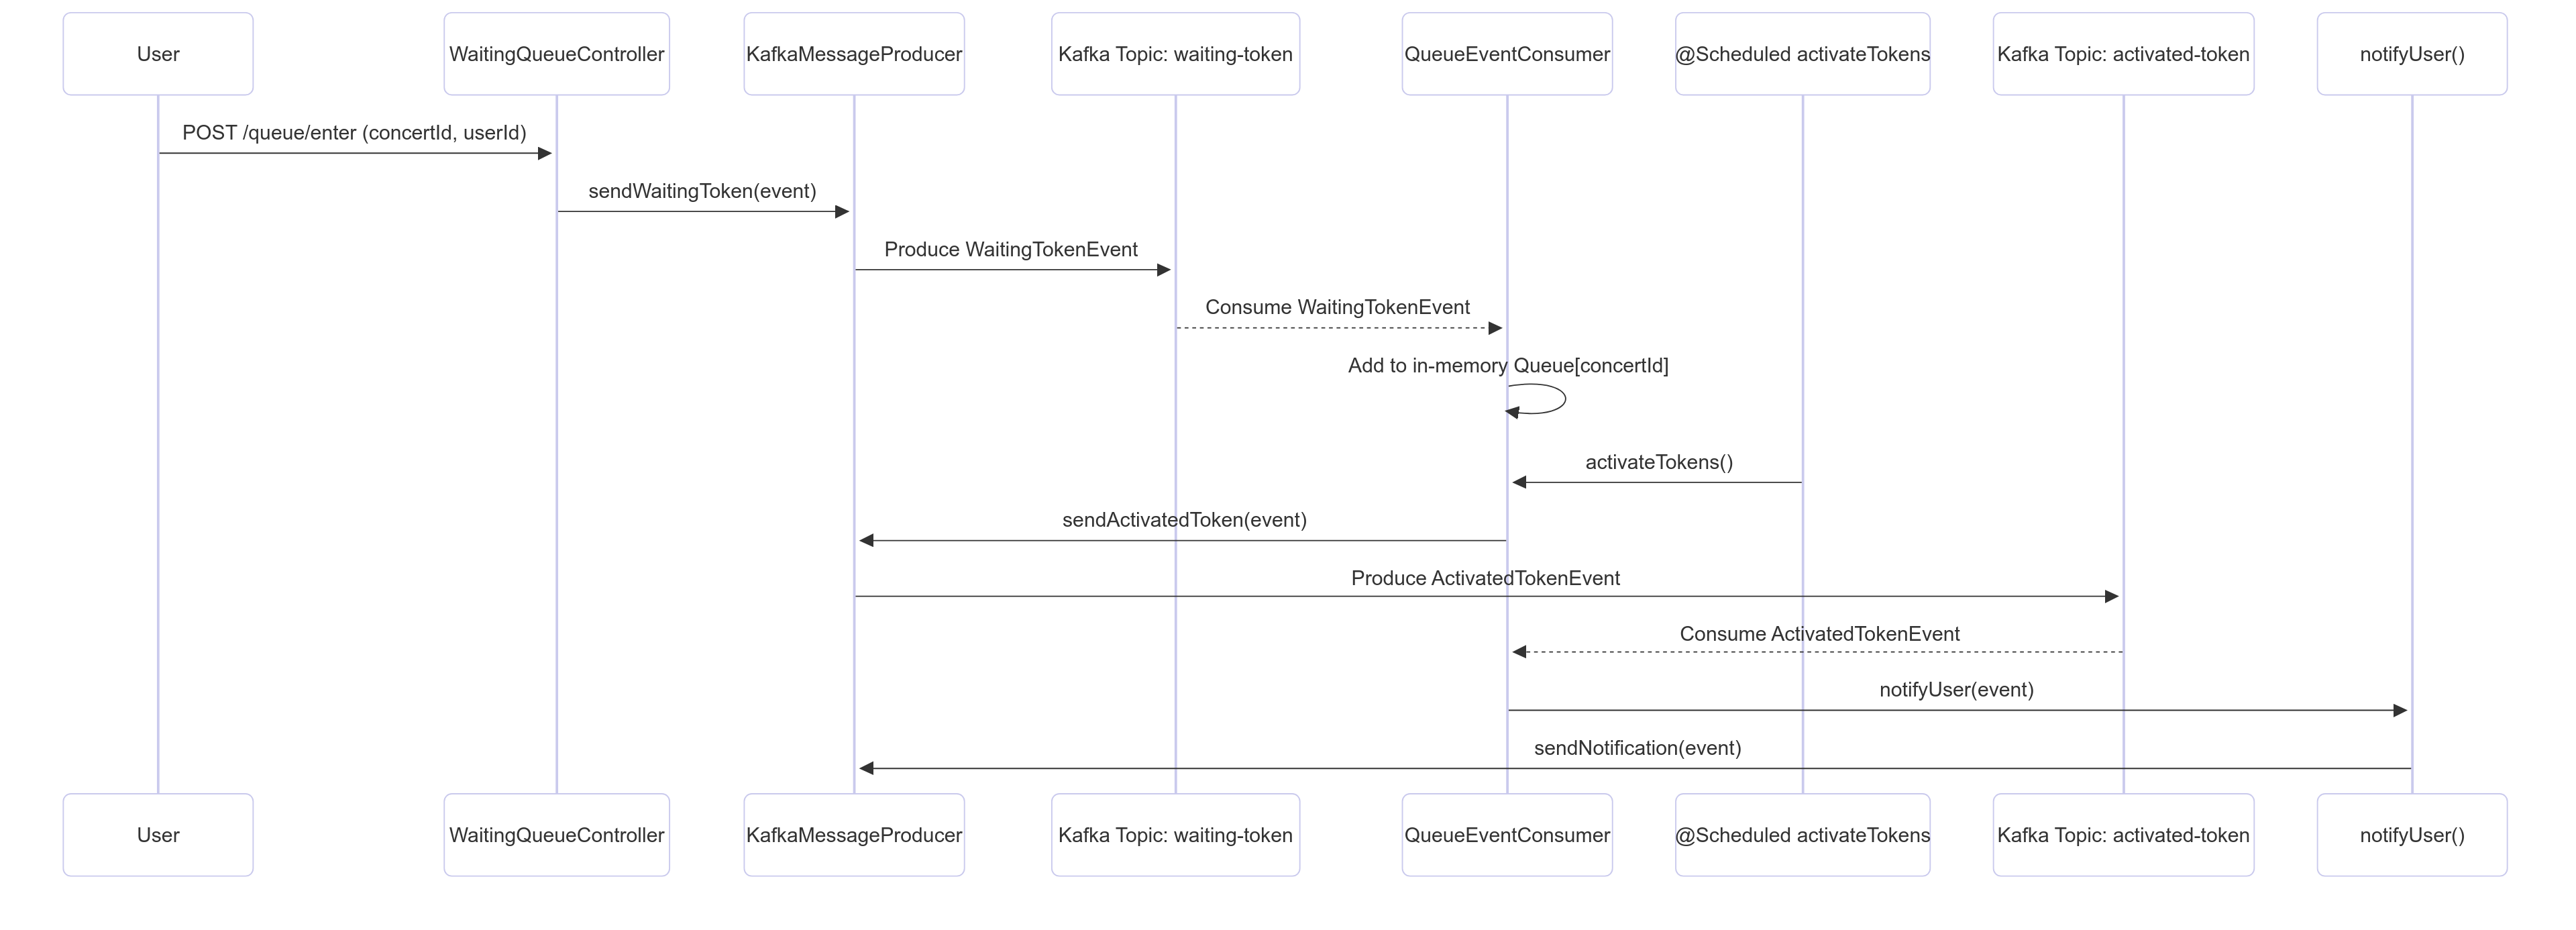 User
WaitingQueueController
KafkaMessageProducer
Kafka Topic: waiting-token
QueueEventConsumer
@Scheduled activateTokens
Kafka Topic: activated-token
notifyUser()
POST /queue/enter (concertId, userId)
sendWaitingToken(event)
Produce WaitingTokenEvent
Consume WaitingTokenEvent
Add to in-memory Queue[concertId]
activateTokens()
sendActivatedToken(event)
Produce ActivatedTokenEvent
Consume ActivatedTokenEvent
notifyUser(event)
sendNotification(event)
User
WaitingQueueController
KafkaMessageProducer
Kafka Topic: waiting-token
QueueEventConsumer
@Scheduled activateTokens
Kafka Topic: activated-token
notifyUser()